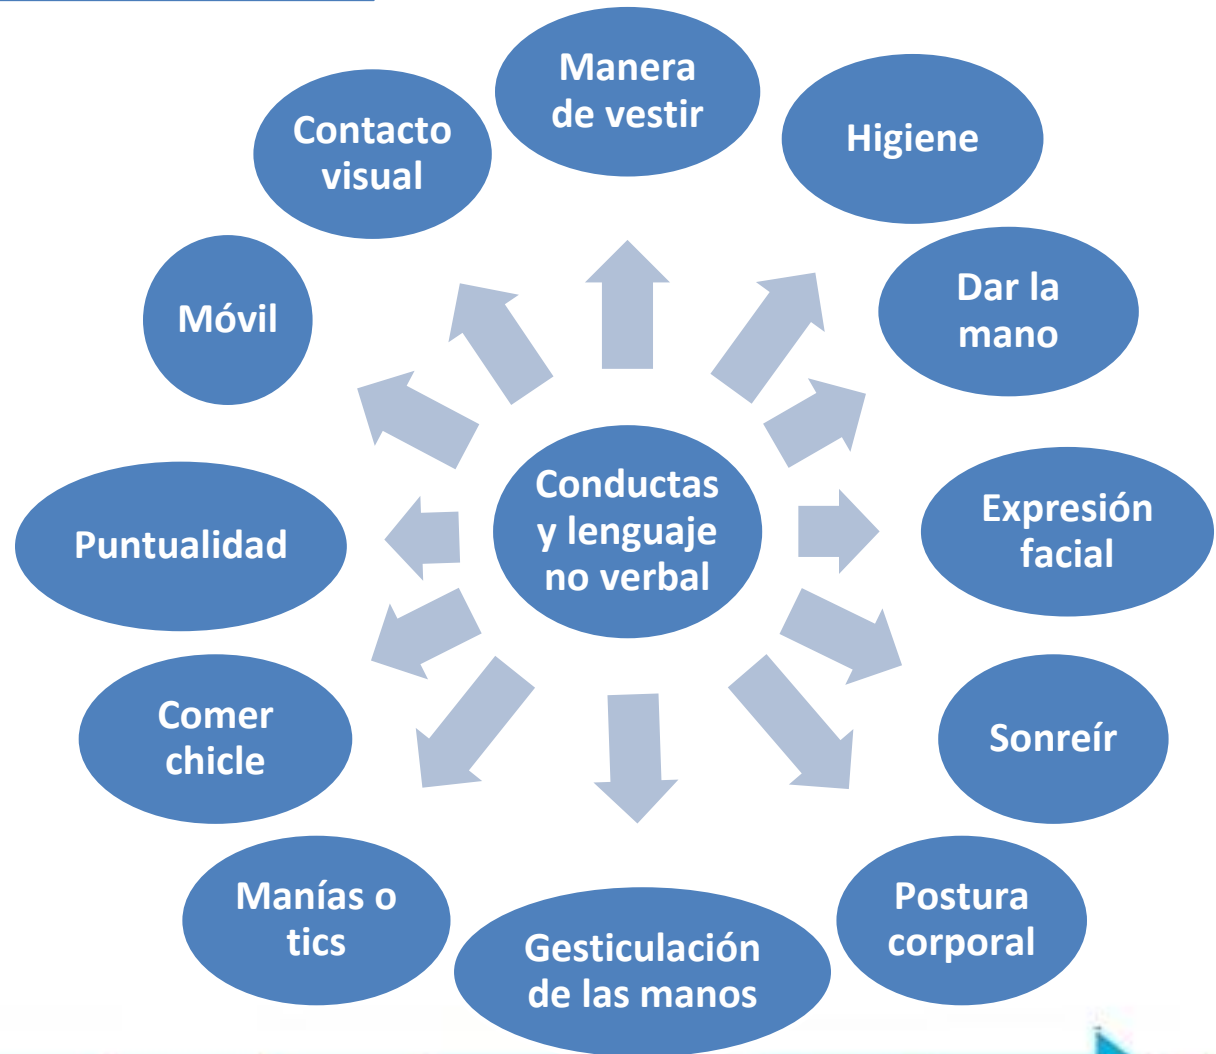 Manera
de vestir
Higiene
Dar la
mano
Expresión
facial
Sonreír
Postura
corporal
Gesticulación
de las manos
Manías o
tics
Comer
chicle
Puntualidad
Móvil
Contacto
visual
Conductas
y lenguaje
no verbal